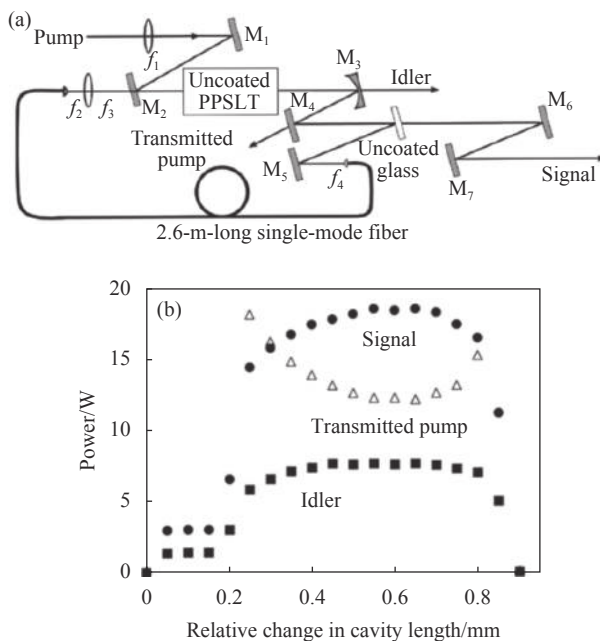 (a)
Pump
f1
M1
M2
Uncoated
PPSLT
f2
f3
M3
Idler
M4
M6
Transmitted
pump
Uncoated
glass
M5
f4
M7
Signal
2.6-m-long single-mode fiber
(b)
20
15
10
5
0
Power/W
Signal
Transmitted pump
Idler
0
0.2
0.4
0.6
0.8
Relative change in cavity length/mm